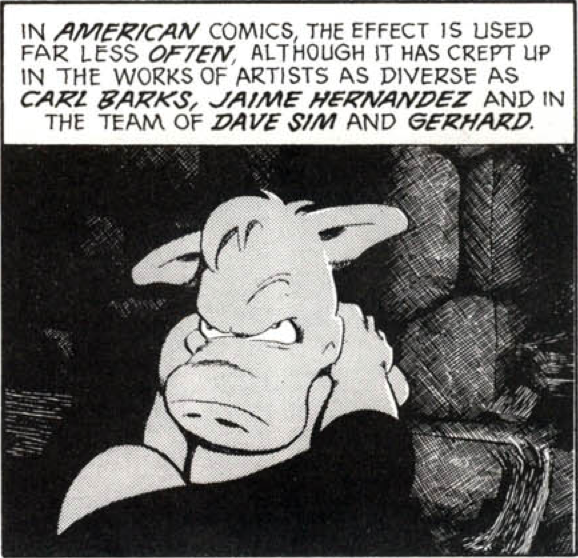 IN AMERICAN COMICS, THE EFFECT IS USED
FAR LESS OFTEN, ALTHOUGH IT HAS CREPT UP
IN THE WORKS OF ARTISTS AS DIVERSE AS
CARL BARKS, JAIME HERNANDEZ AND IN
THE TEAM OF DAVE SIM AND GERHARD.